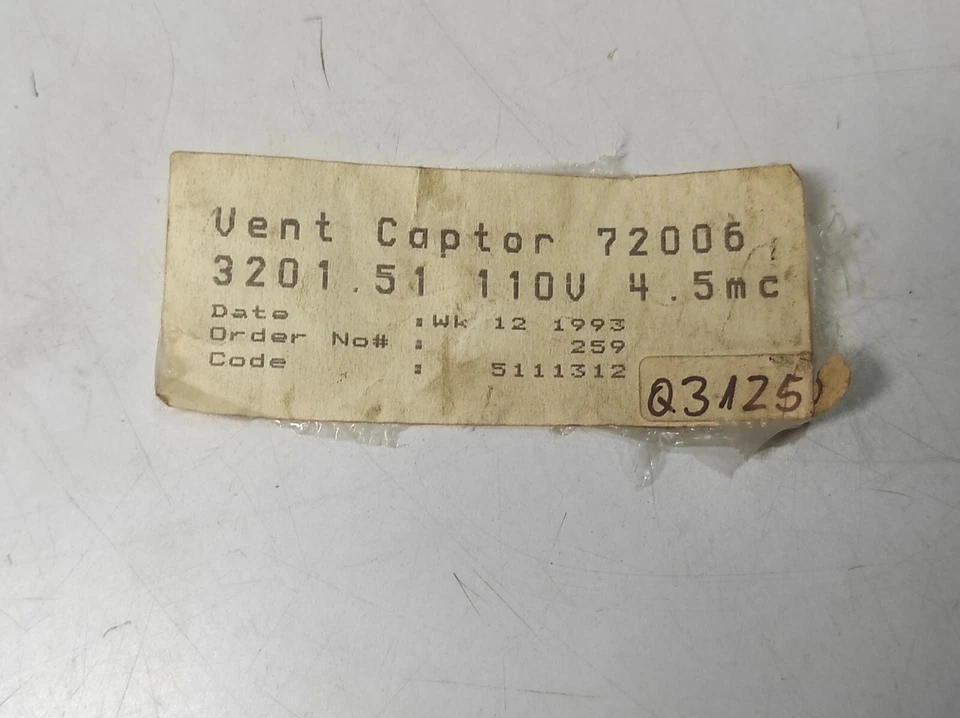 Vent Captor 72006
3201.51 110V 4.5mc
Date :Wk 12 1993
Order No# : 259
Code : 5111312
Q3125